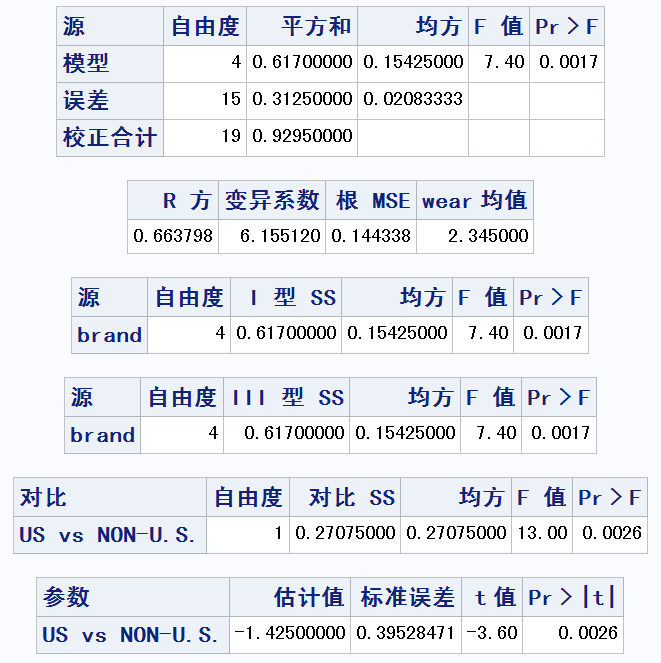 源 自由度 平方和 均方 F 值 Pr > F
模型 4 0.61700000 0.15425000 7.40 0.0017
误差 15 0.31250000 0.02083333
校正合计 19 0.92950000
R 方 变异系数 根 MSE wear 均值
0.663798 6.155120 0.144338 2.345000
源 自由度 I 型 SS 均方 F 值 Pr > F
brand 4 0.61700000 0.15425000 7.40 0.0017
源 自由度 III 型 SS 均方 F 值 Pr > F
brand 4 0.61700000 0.15425000 7.40 0.0017
对比 自由度 对比 SS 均方 F 值 Pr > F
US vs NON-U.S. 1 0.27075000 0.27075000 13.00 0.0026
参数 估计值 标准误差 t 值 Pr > |t|
US vs NON-U.S. -1.42500000 0.39528471 -3.60 0.0026